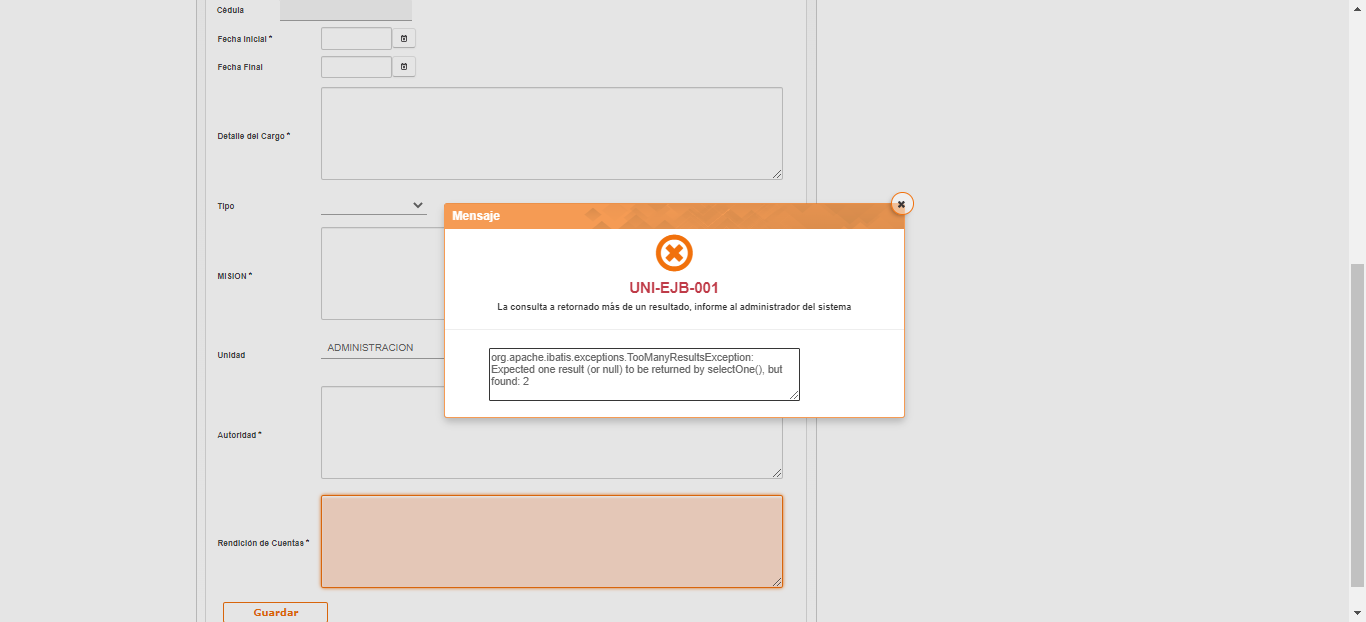 Cédula
Fecha Inicial *
Fecha Final
Detalle del Cargo *
Tipo
Mensaje
UNI-EJB-001
La consulta a retornado más de un resultado, informe al administrador del sistema
MISION *
Unidad
ADMINISTRACION
org.apache.ibatis.exceptions.TooManyResultsException:
Expected one result (or null) to be returned by selectOne(), but
found: 2
Autoridad *
Rendición de Cuentas *
Guardar